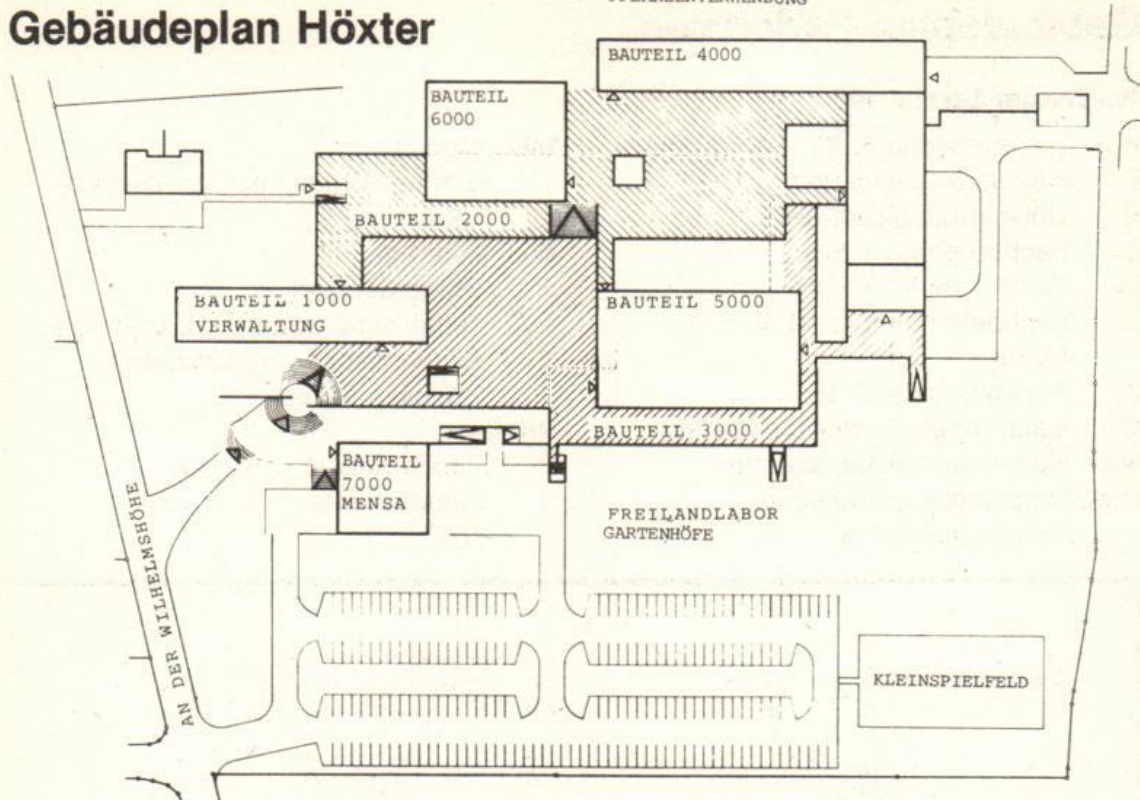 Gebäudeplan Höxter
BAUTEIL 4000
BAUTEIL
6000
BAUTEIL 2000
BAUTEIL 1000
VERWALTUNG
BAUTEIL 5000
BAUTEIL 3000
BAUTEIL
7000
MENSA
FREILANDLABOR
GARTENHÖFE
AN DER WILHELMSHÖHE
KLEINSPIELFELD